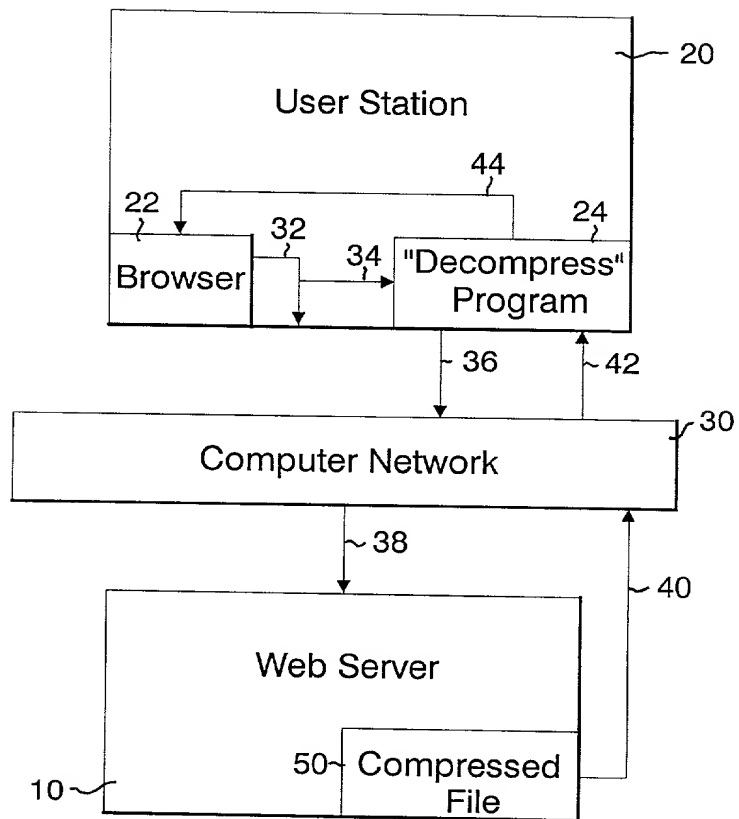 20
User Station
44
22
32
24
34
Browser
"Decompress"
Program
36
42
30
Computer Network
38
40
Web Server
50
Compressed
File
10